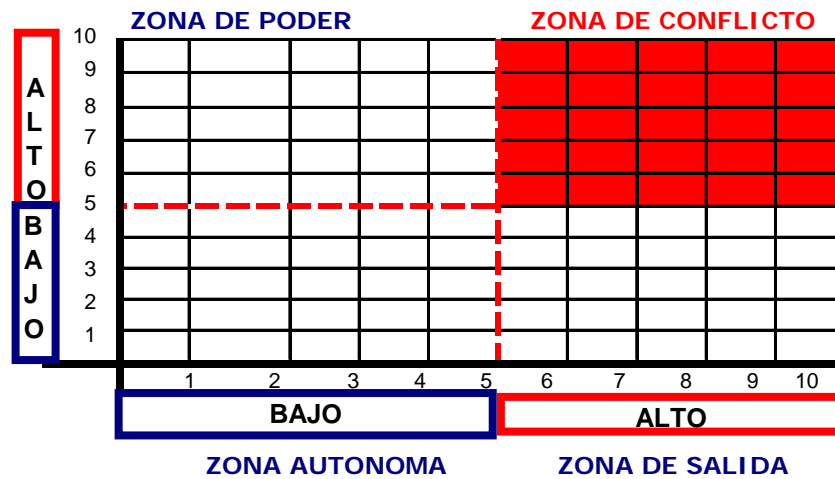 ZONA DE PODER
ZONA DE CONFLICTO
ALTO
BAJO
10
9
8
7
6
5
4
3
2
1
1 2 3 4 5 6 7 8 9 10
BAJO
ALTO
ZONA AUTONOMA
ZONA DE SALIDA